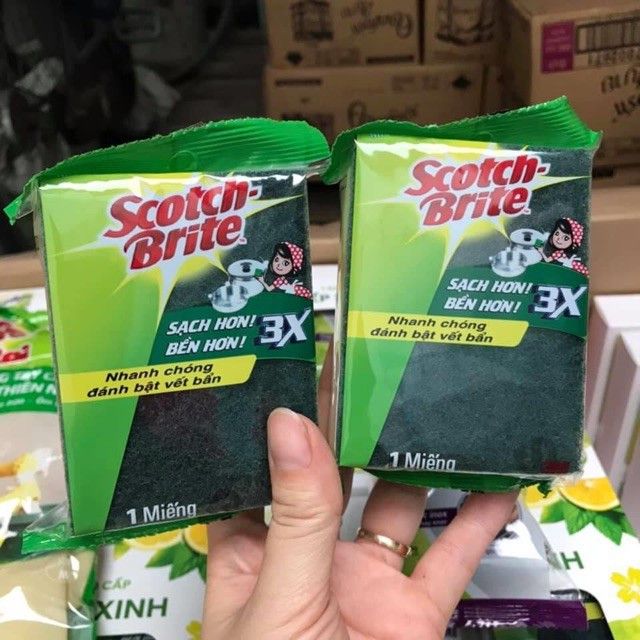 Scotch-
Brite
SẠCH HƠN!
BỀN HƠN!
3X
Nhanh chóng
đánh bật vết bẩn
1 Miếng
Scotch-
Brite
SẠCH HƠN!
BỀN HƠN!
3X
Nhanh chóng
đánh bật vết bẩn
1 Miếng
XINH